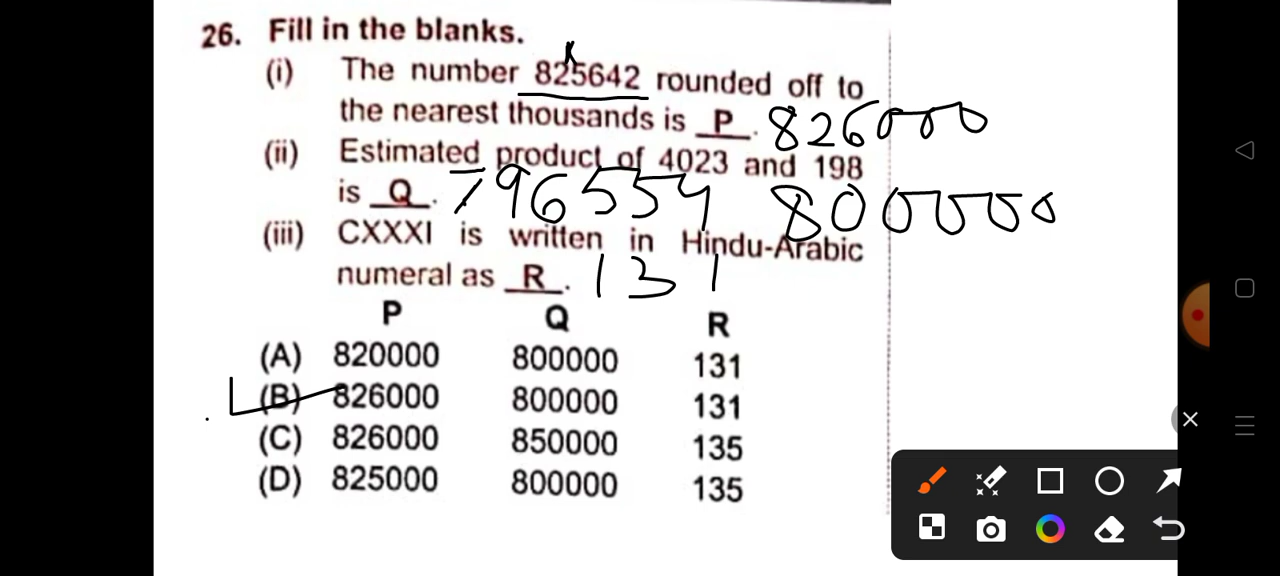 26. Fill in the blanks.
(i) The number 825642 rounded off to
the nearest thousands is P. 826000
(ii) Estimated product of 4023 and 198
is Q. 796554 800000
(iii) CXXXI is written in Hindu-Arabic
numeral as R. 131
P Q R
(A) 820000 800000 131
(B) 826000 800000 131
(C) 826000 850000 135
(D) 825000 800000 135